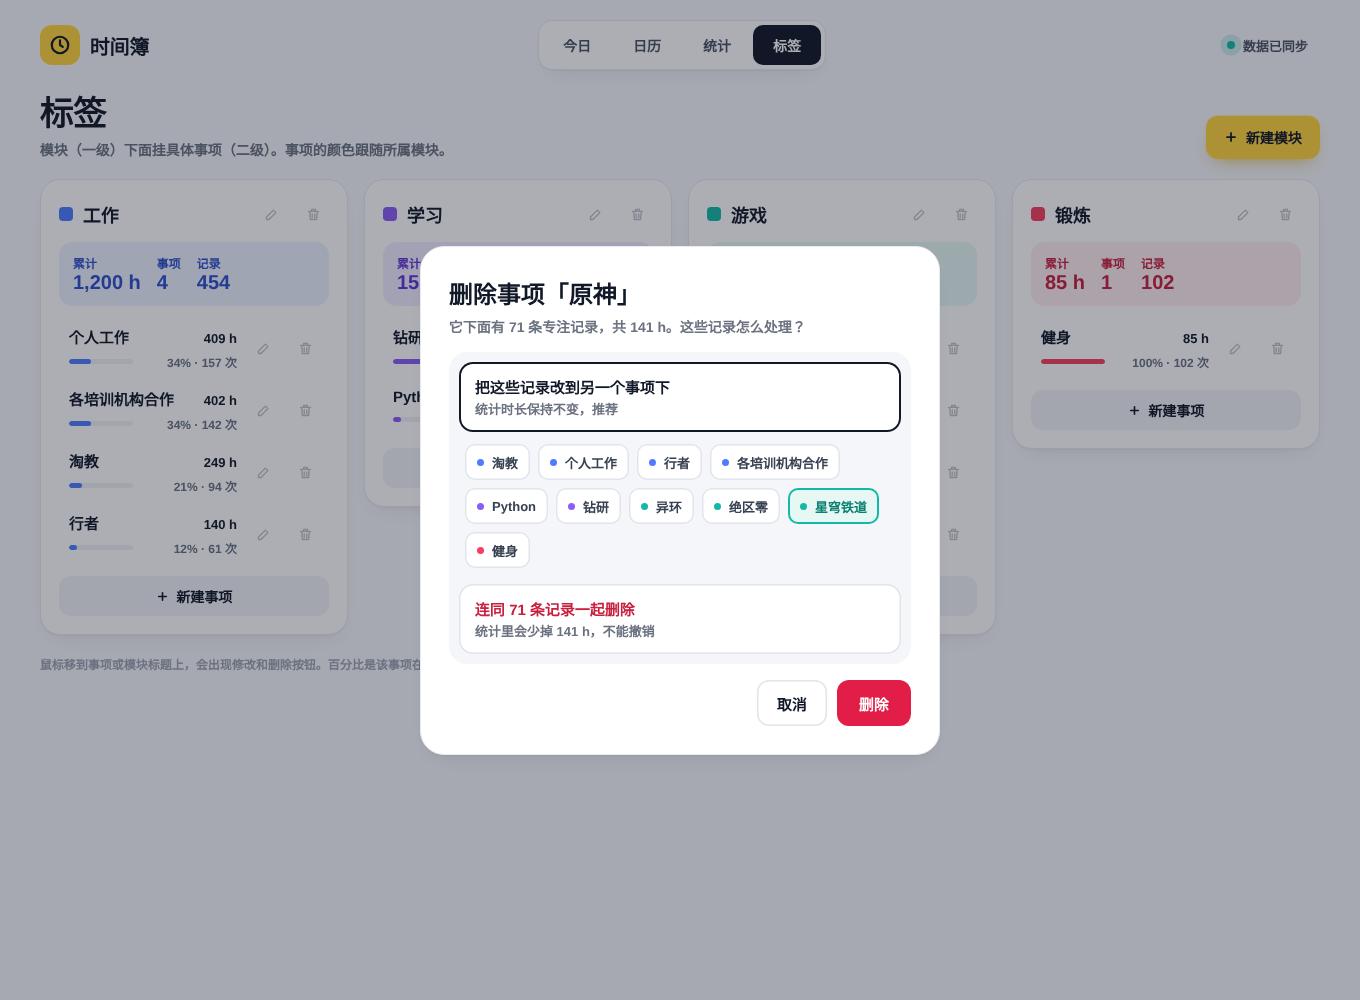 时间簿
今日 日历 统计 标签
数据已同步
标签
模块（一级）下面挂具体事项（二级）。事项的颜色跟随所属模块。
+ 新建模块
工作
累计 事项 记录
1,200 h 4 454
个人工作 409 h
34% · 157 次
各培训机构合作 402 h
34% · 142 次
淘教 249 h
21% · 94 次
行者 140 h
12% · 61 次
+ 新建事项
学习
累计
15
钻研
Pyth
游戏
锻炼
累计 事项 记录
85 h 1 102
健身 85 h
100% · 102 次
+ 新建事项
鼠标移到事项或模块标题上，会出现修改和删除按钮。百分比是该事项在
删除事项「原神」
它下面有 71 条专注记录，共 141 h。这些记录怎么处理？
把这些记录改到另一个事项下
统计时长保持不变，推荐
淘教 个人工作 行者 各培训机构合作
Python 钻研 异环 绝区零 星穹铁道
健身
连同 71 条记录一起删除
统计里会少掉 141 h，不能撤销
取消 删除